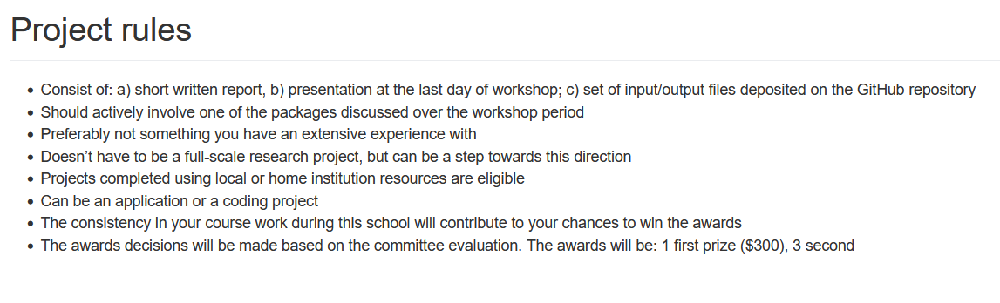 Project rules
• Consist of: a) short written report, b) presentation at the last day of workshop; c) set of input/output files deposited on the GitHub repository
• Should actively involve one of the packages discussed over the workshop period
• Preferably not something you have an extensive experience with
• Doesn’t have to be a full-scale research project, but can be a step towards this direction
• Projects completed using local or home institution resources are eligible
• Can be an application or a coding project
• The consistency in your course work during this school will contribute to your chances to win the awards
• The awards decisions will be made based on the committee evaluation. The awards will be: 1 first prize ($300), 3 second